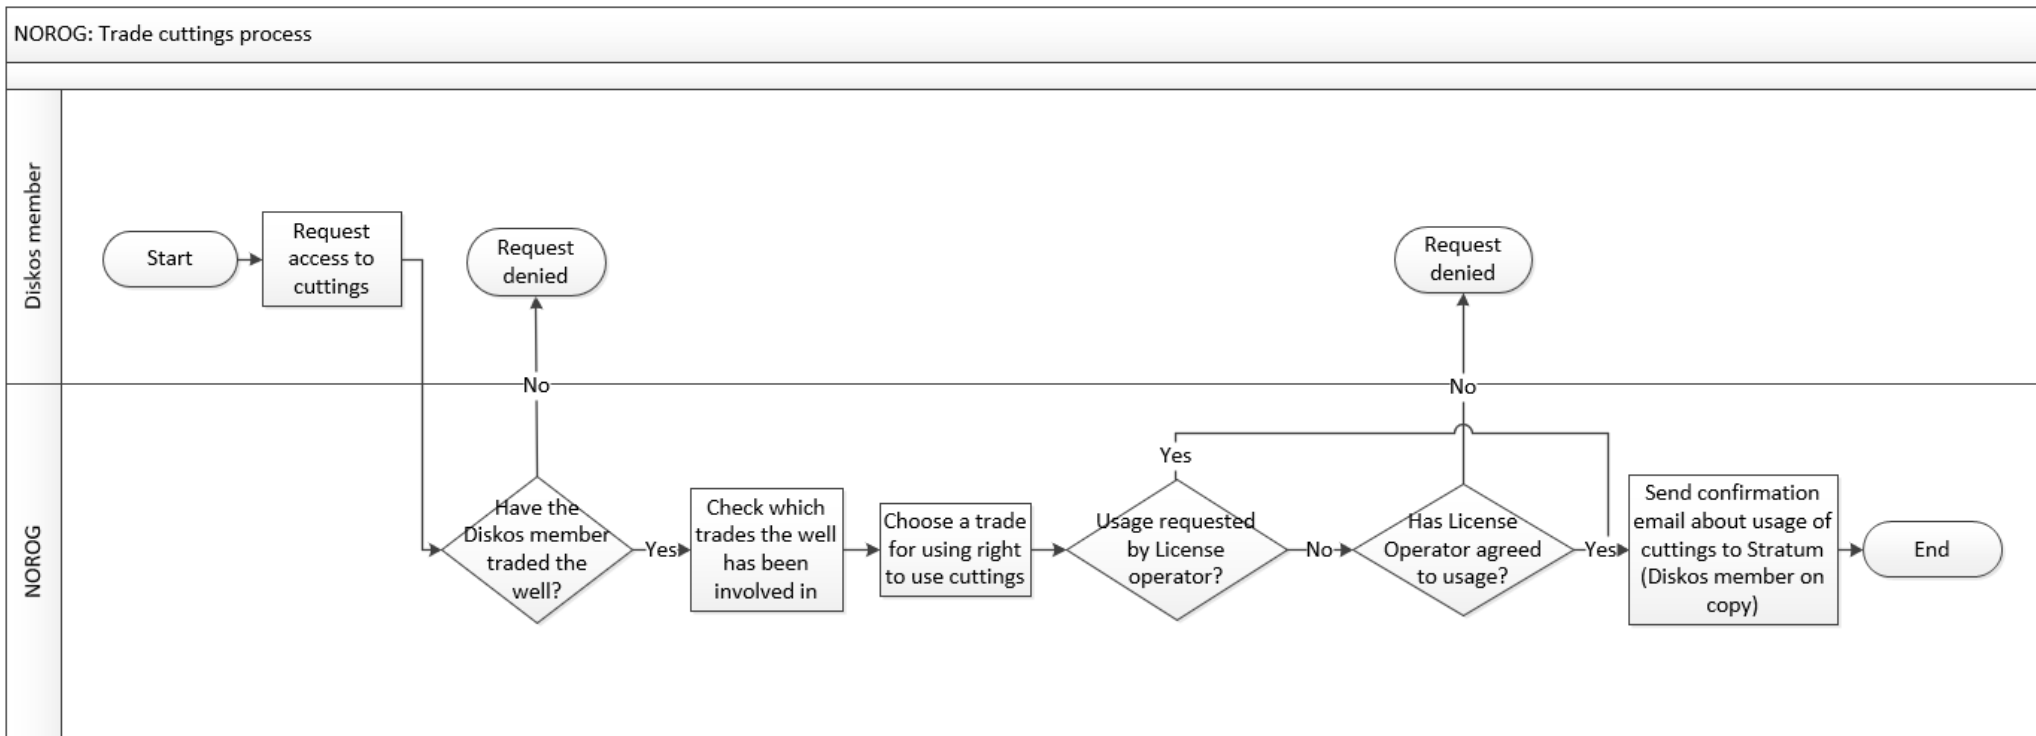 NOROG: Trade cuttings process
Diskos member
Start
Request
access to
cuttings
Request
denied
Request
denied
No
No
NOROG
Have the
Diskos member
traded the
well?
Yes
Check which
trades the well
has been
involved in
Choose a trade
for using right
to use cuttings
Yes
Usage requested
by License
operator?
No
Has License
Operator agreed
to usage?
Yes
Send confirmation
email about usage of
cuttings to Stratum
(Diskos member on
copy)
End